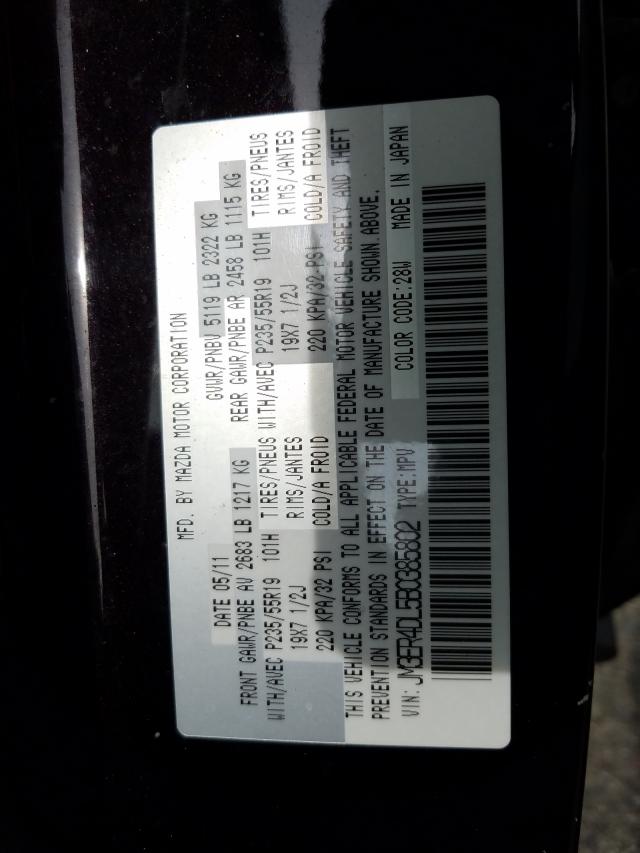 MFD. BY MAZDA MOTOR CORPORATION
DATE 05/11 GVWR/PNBV 5119 LB 2322 KG
FRONT GAWR/PNBE AV 2683 LB 1217 KG REAR GAWR/PNBE AR 2458 LB 1115 KG
WITH/AVEC P235/55R19 101H TIRES/PNEUS WITH/AVEC P235/55R19 101H TIRES/PNEUS
19X7 1/2J RIMS/JANTES 19X7 1/2J RIMS/JANTES
220 KPA/32 PSI COLD/A FROID 220 KPA/32 PSI COLD/A FROID
THIS VEHICLE CONFORMS TO ALL APPLICABLE FEDERAL MOTOR VEHICLE SAFETY AND THEFT
PREVENTION STANDARDS IN EFFECT ON THE DATE OF MANUFACTURE SHOWN ABOVE.
VIN: JM3ER4DL5B0385802 TYPE:MPV COLOR CODE:28W MADE IN JAPAN